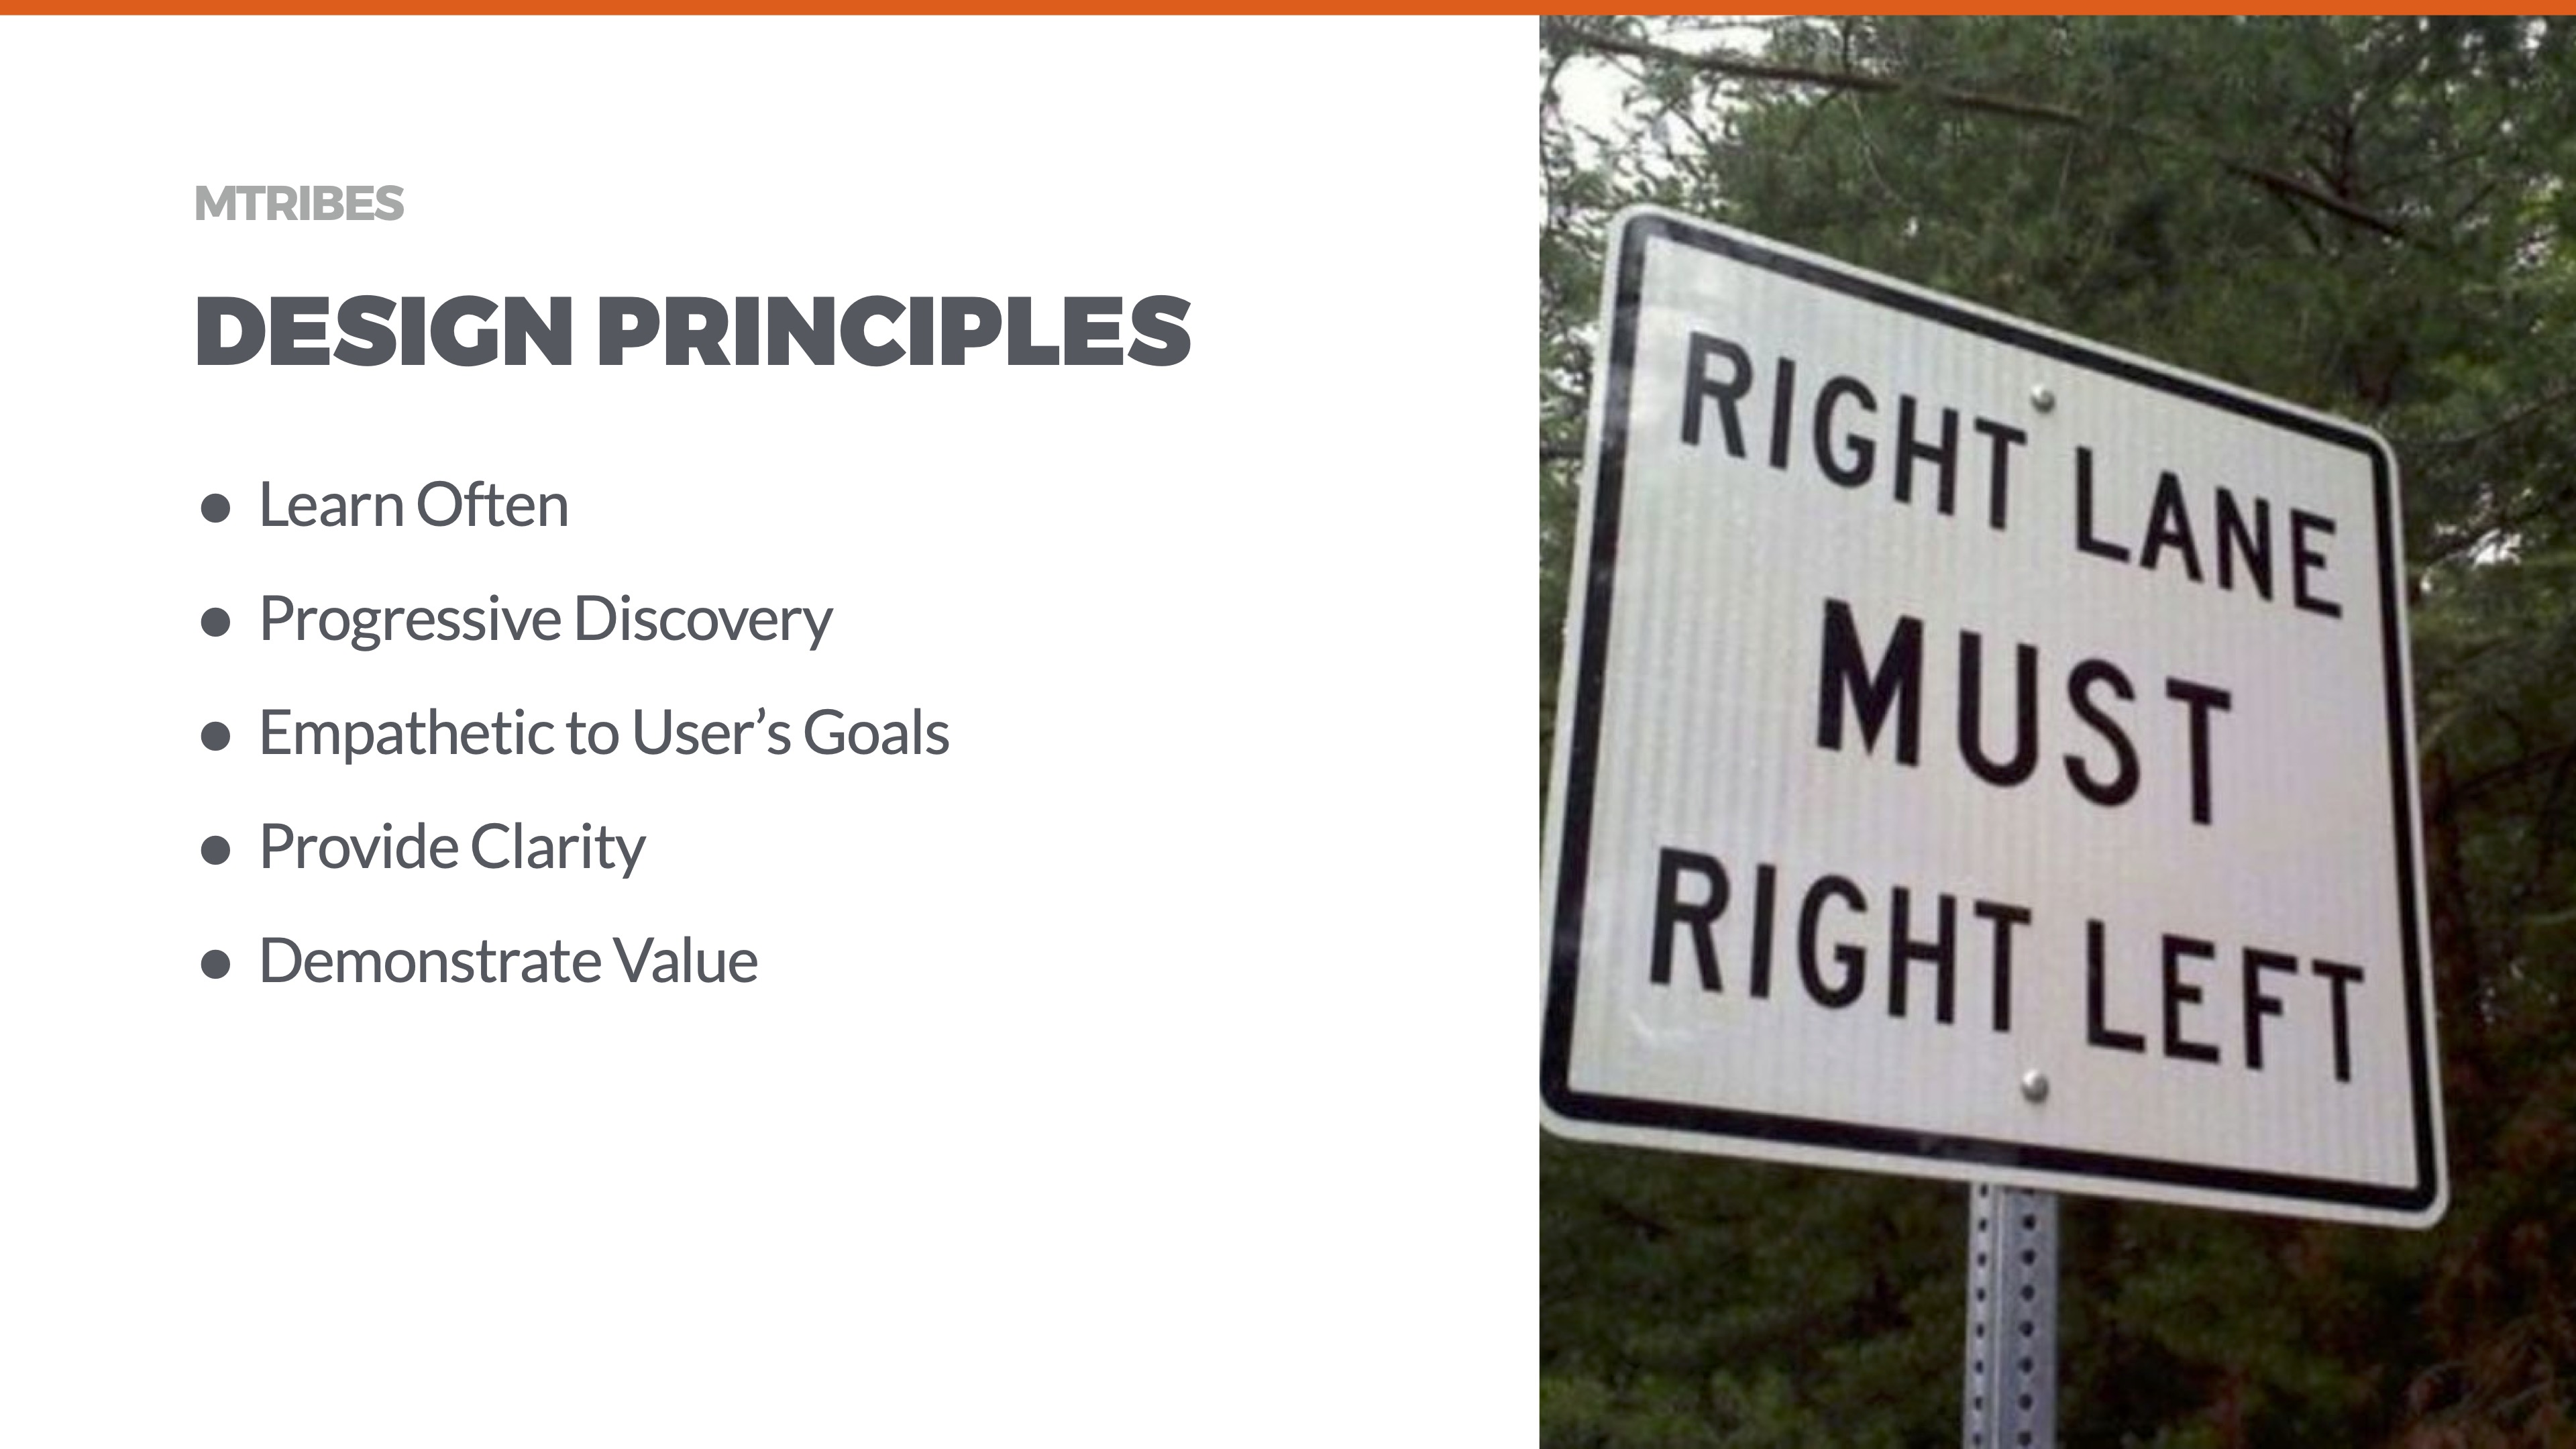 MTRIBES
DESIGN PRINCIPLES
● Learn Often
● Progressive Discovery
● Empathetic to User’s Goals
● Provide Clarity
● Demonstrate Value
RIGHT LANE
MUST
RIGHT LEFT